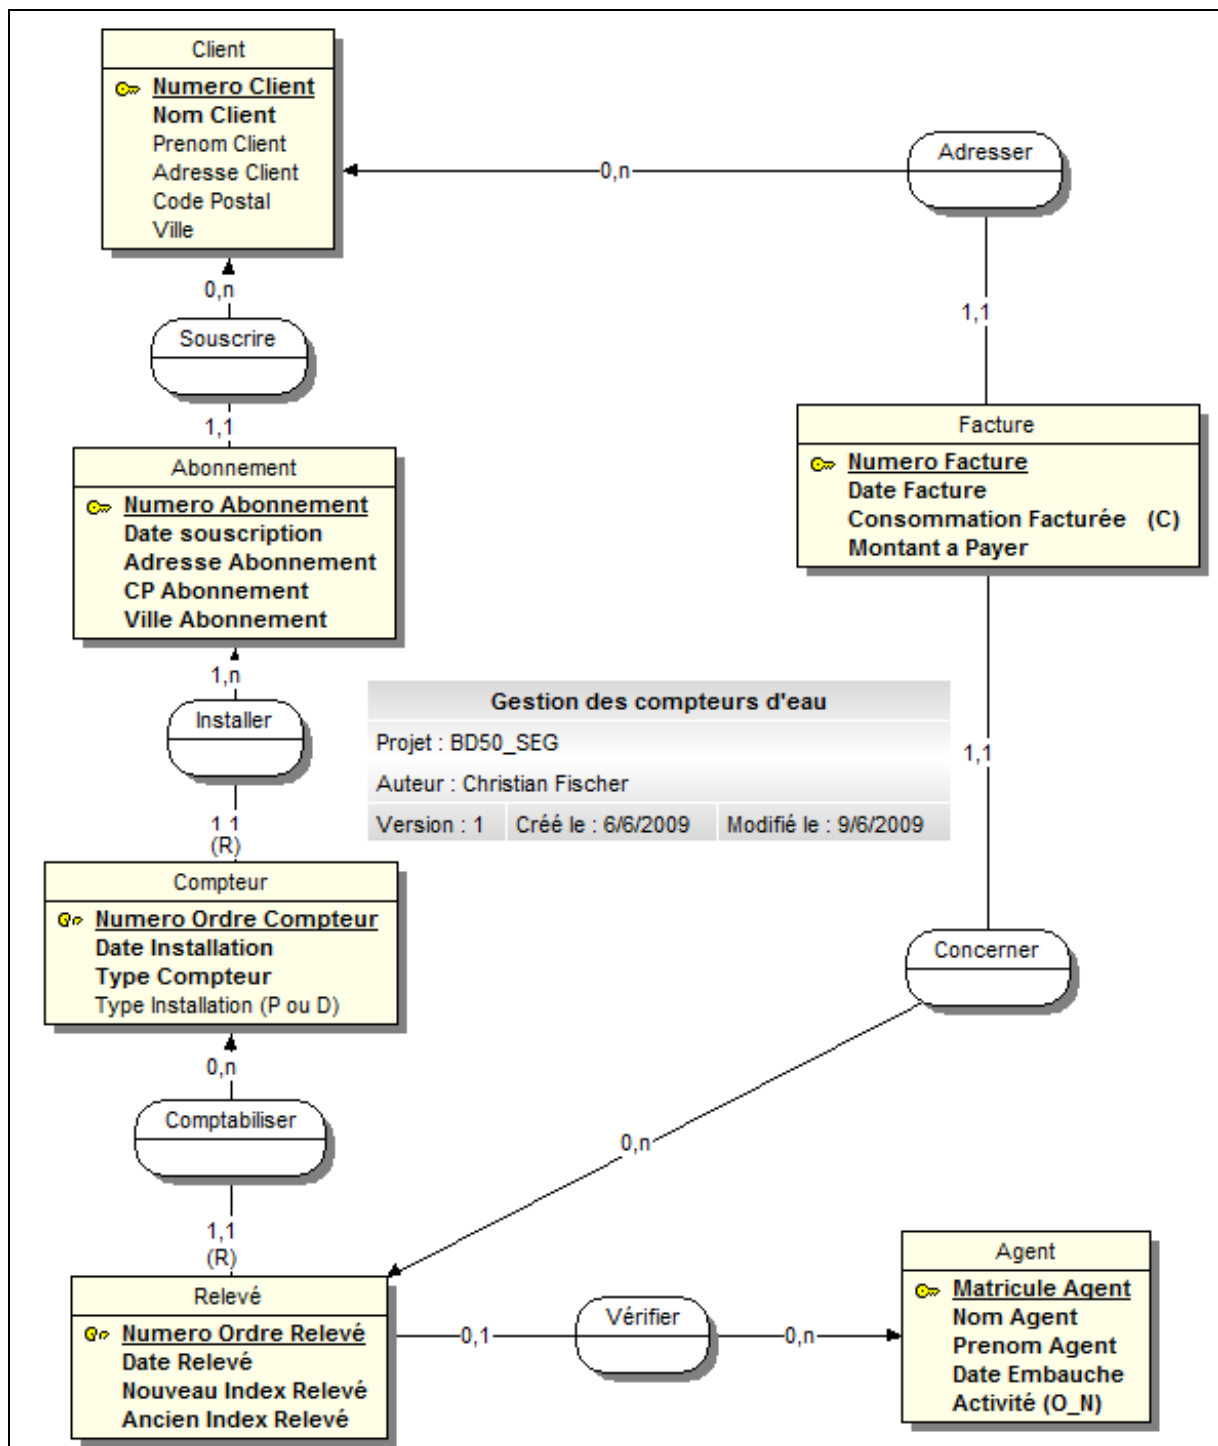 Client
Numero Client
Nom Client
Prenom Client
Adresse Client
Code Postal
Ville
Adresser
0,n
0,n
Souscrire
1,1
1,1
Abonnement
Numero Abonnement
Date souscription
Adresse Abonnement
CP Abonnement
Ville Abonnement
Facture
Numero Facture
Date Facture
Consommation Facturée (C)
Montant a Payer
1,n
Installer
1 1
(R)
Gestion des compteurs d'eau
Projet : BD50_SEG
Auteur : Christian Fischer
Version : 1 Créé le : 6/6/2009 Modifié le : 9/6/2009
1,1
Compteur
Numero Ordre Compteur
Date Installation
Type Compteur
Type Installation (P ou D)
Concerner
0,n
Comptabiliser
0,n
1,1
(R)
Relevé
Numero Ordre Relevé
Date Relevé
Nouveau Index Relevé
Ancien Index Relevé
0,1
Vérifier
0,n
Agent
Matricule Agent
Nom Agent
Prenom Agent
Date Embauche
Activité (O_N)